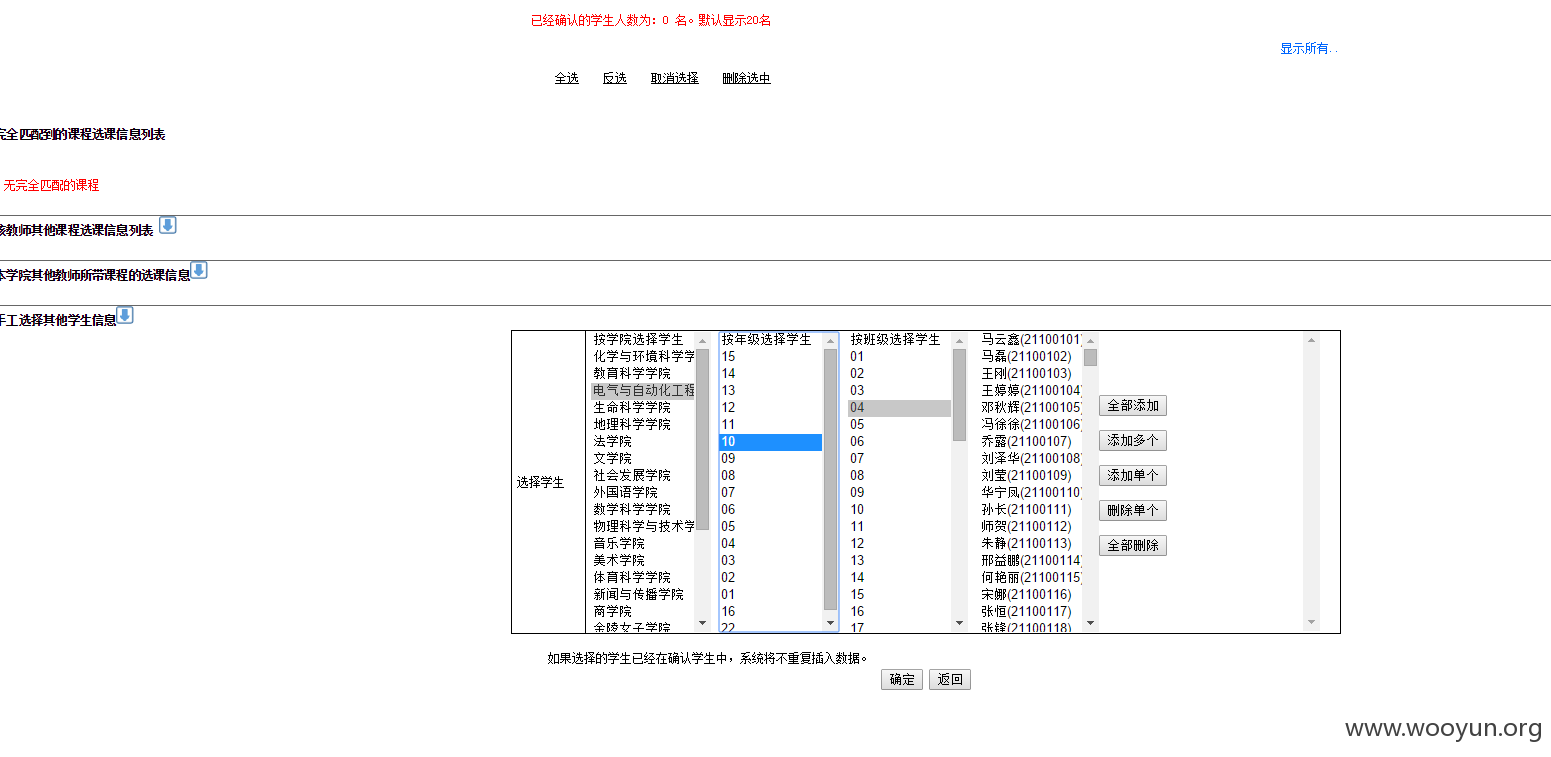 已经确认的学生人数为：0 名。默认显示20名
显示所有..
全选 反选 取消选择 删除选中
完全匹配到的课程选课信息列表
无完全匹配的课程
该教师其他课程选课信息列表
本学院其他教师所带课程的选课信息
手工选择其他学生信息
选择学生
按学院选择学生
化学与环境科学学
教育科学学院
电气与自动化工程
生命科学学院
地理科学学院
法学院
文学院
社会发展学院
外国语学院
数学科学学院
物理科学与技术学
音乐学院
美术学院
体育科学学院
新闻与传播学院
商学院
金陵女子学院
按年级选择学生
15
14
13
12
11
10
09
08
07
06
05
04
03
02
01
16
22
按班级选择学生
01
02
03
04
05
06
07
08
09
10
11
12
13
14
15
16
17
马云鑫(21100101)
马磊(21100102)
王刚(21100103)
王婷婷(21100104)
邓秋辉(21100105)
冯徐徐(21100106)
乔露(21100107)
刘泽华(21100108)
刘莹(21100109)
华宁凤(21100110)
孙长(21100111)
师贺(21100112)
朱静(21100113)
邢益鹏(21100114)
何艳丽(21100115)
宋娜(21100116)
张恒(21100117)
张锋(21100118)
全部添加
添加多个
添加单个
删除单个
全部删除
如果选择的学生已经在确认学生中，系统将不重复插入数据。
确定 返回
www.wooyun.org